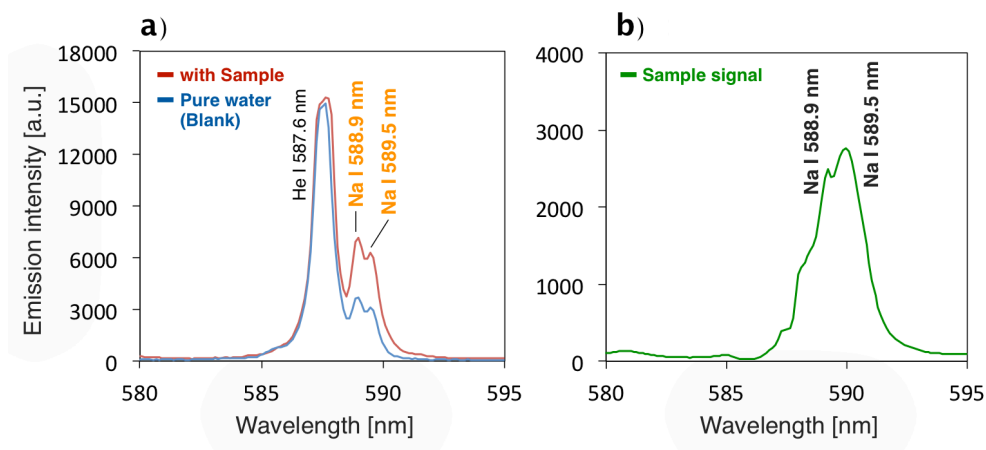 a)
18000
15000
12000
9000
6000
3000
0
580
585
590
595
Emission intensity [a.u.]
Wavelength [nm]
with Sample
Pure water
(Blank)
He I 587.6 nm
Na I 588.9 nm
Na I 589.5 nm
b)
4000
3000
2000
1000
0
580
585
590
595
Wavelength [nm]
Sample signal
Na I 588.9 nm
Na I 589.5 nm